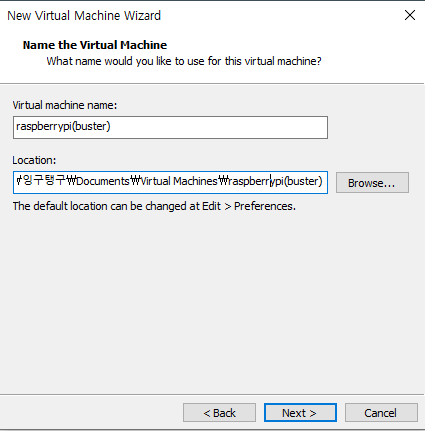 New Virtual Machine Wizard
Name the Virtual Machine
What name would you like to use for this virtual machine?
Virtual machine name:
raspberrypi(buster)
Location:
₩잉구탱구₩Documents₩Virtual Machines₩raspberrypi(buster)
Browse...
The default location can be changed at Edit > Preferences.
< Back
Next >
Cancel